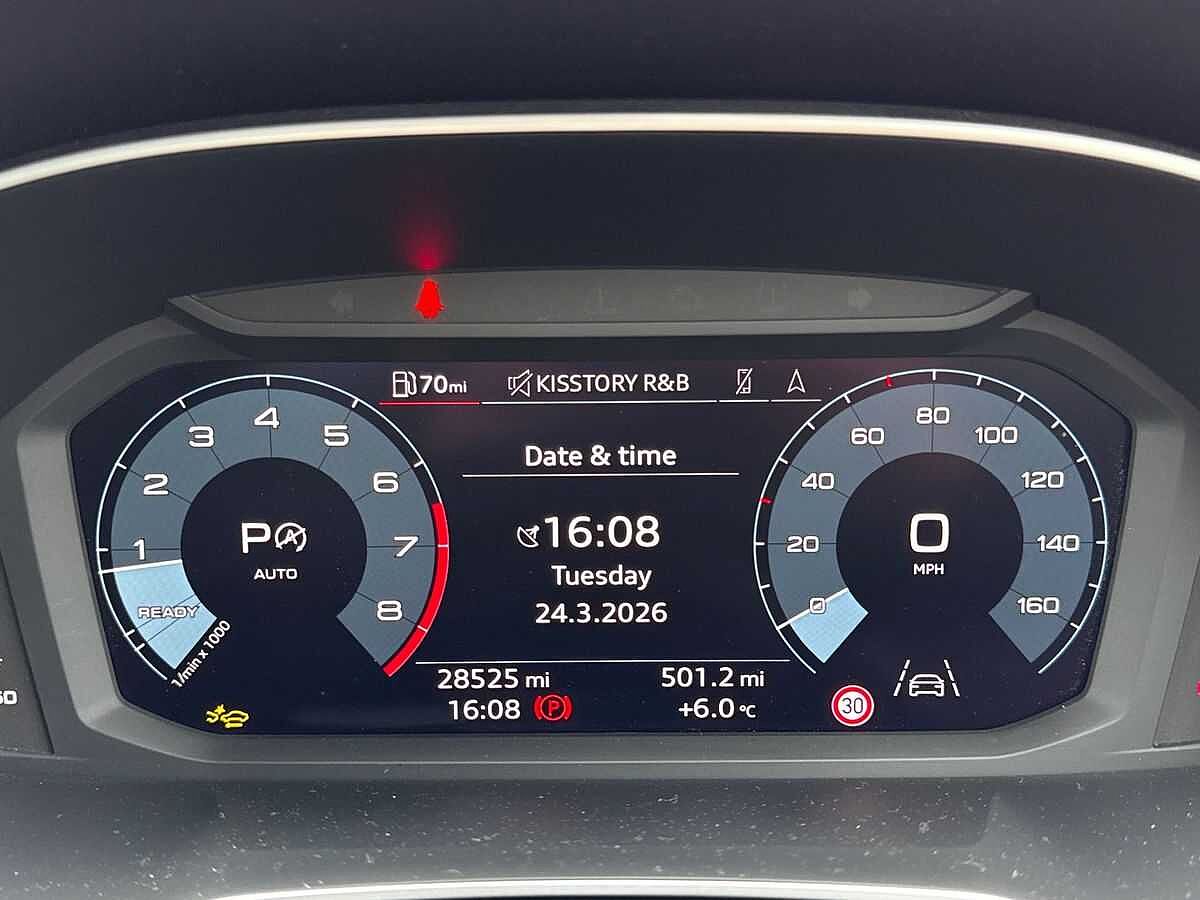 70mi
KISSTORY R&B
Date & time
16:08
Tuesday
24.3.2026
28525 mi
501.2 mi
16:08
P
+6.0 °C
1
2
3
4
5
6
7
8
READY
1/min x 1000
P A
AUTO
0
20
40
60
80
100
120
140
160
0
MPH
30